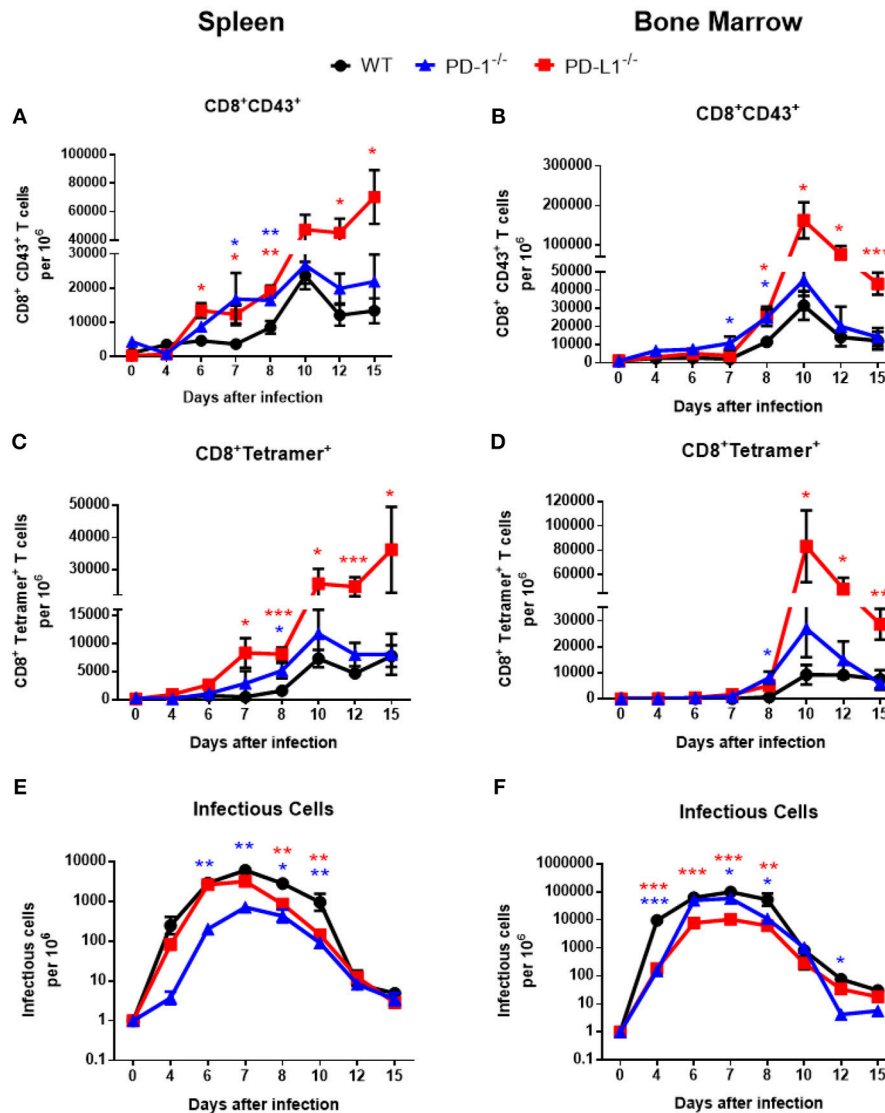 Spleen
Bone Marrow
WT PD-1-/- PD-L1-/-
A
CD8+CD43+
CD8+ CD43+ T cells
per 10⁶
100000
80000
60000
40000
30000
20000
10000
0
0 4 6 7 8 10 12 15
* * * ** ** * *
Days after infection
B
CD8+CD43+
CD8+ CD43+ T cells
per 10⁶
300000
200000
100000
50000
40000
30000
20000
10000
0
0 4 6 7 8 10 12 15
* * * * * ***
Days after infection
C
CD8+Tetramer+
CD8+ Tetramer+ T cells
per 10⁶
50000
40000
30000
15000
10000
5000
0
0 4 6 7 8 10 12 15
* *** * * *** *
Days after infection
D
CD8+Tetramer+
CD8+ Tetramer+ T cells
per 10⁶
120000
100000
80000
60000
40000
30000
20000
10000
0
0 4 6 7 8 10 12 15
* * * **
Days after infection
E
Infectious Cells
Infectious cells
per 10⁶
10000
1000
100
10
1
0.1
0 4 6 7 8 10 12 15
** ** ** * ** **
Days after infection
F
Infectious Cells
Infectious cells
per 10⁶
1000000
100000
10000
1000
100
10
1
0.1
0 4 6 7 8 10 12 15
*** *** *** *** * ** * *
Days after infection